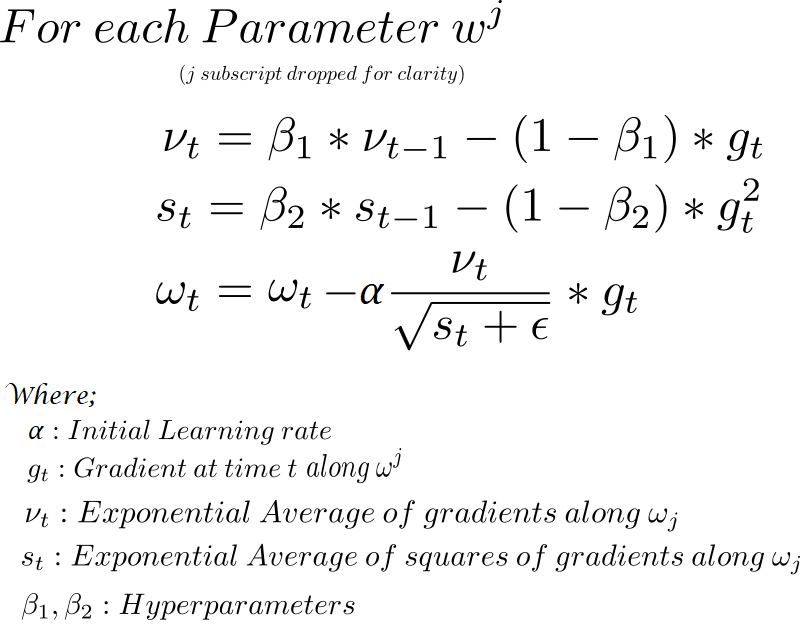 For each Parameter w^j
(j subscript dropped for clarity)
ν_t = β_1 * ν_{t−1} − (1 − β_1) * g_t
s_t = β_2 * s_{t−1} − (1 − β_2) * g_t^2
ω_t = ω_t − α \frac{ν_t}{\sqrt{s_t + ϵ}} * g_t
Where;
α : Initial Learning rate
g_t : Gradient at time t along ω^j
ν_t : Exponential Average of gradients along ω_j
s_t : Exponential Average of squares of gradients along ω_j
β_1, β_2 : Hyperparameters